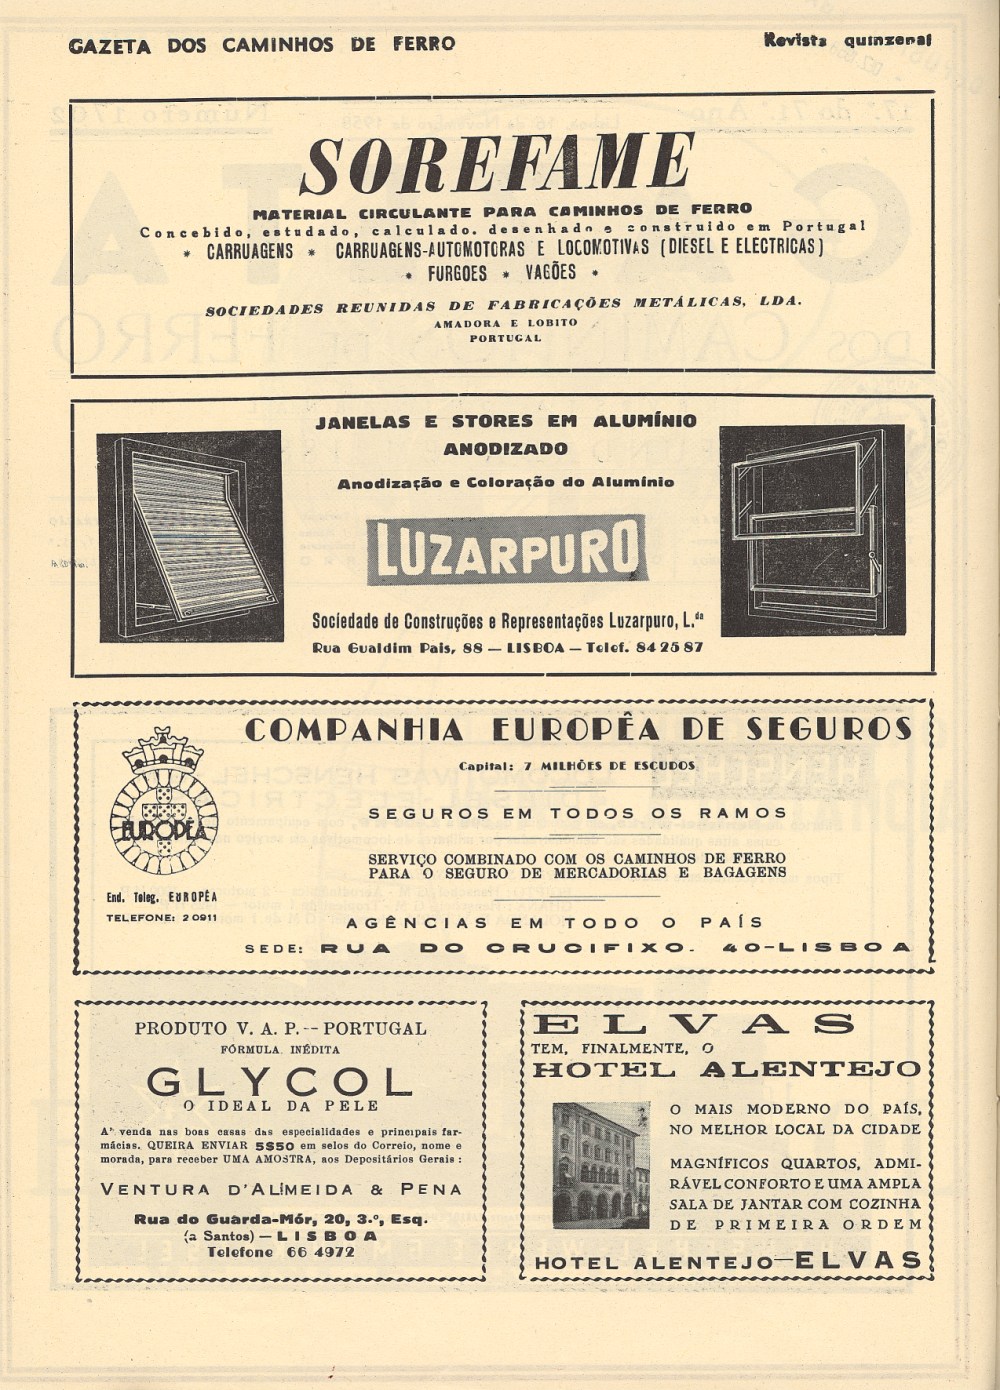 GAZETA DOS CAMINHOS DE FERRO
Revista quinzenal
SOREFAME
MATERIAL CIRCULANTE PARA CAMINHOS DE FERRO
Concebido, estudado, calculado. desenhado e construido em Portugal
* CARRUAGENS * CARRUAGENS-AUTOMOTORAS E LOCOMOTIVAS (DIESEL E ELECTRICAS)
* FURGOES * VAGÕES *
SOCIEDADES REUNIDAS DE FABRICAÇÕES METÁLICAS, LDA.
AMADORA E LOBITO
PORTUGAL
JANELAS E STORES EM ALUMÍNIO
ANODIZADO
Anodização e Coloração do Alumínio
LUZARPURO
Sociedade de Construções e Representações Luzarpuro, L.da
Rua Gualdim Pais, 88 — LISBOA — Telef. 84 25 87
COMPANHIA EUROPÊA DE SEGUROS
Capital: 7 MILHÕES DE ESCUDOS
SEGUROS EM TODOS OS RAMOS
SERVIÇO COMBINADO COM OS CAMINHOS DE FERRO
PARA O SEGURO DE MERCADORIAS E BAGAGENS
AGÊNCIAS EM TODO O PAÍS
SEDE: RUA DO CRUCIFIXO. 40-LISBOA
EUROPÊA
End. Teleg. EUROPÊA
TELEFONE: 2 0911
PRODUTO V. A. P. -- PORTUGAL
FÓRMULA INÉDITA
GLYCOL
O IDEAL DA PELE
A' venda nas boas casas das especialidades e principais far-
mácias. QUEIRA ENVIAR 5$50 em selos do Correio, nome e
morada, para receber UMA AMOSTRA, aos Depositários Gerais:
VENTURA D'ALMEIDA & PENA
Rua do Guarda-Mór, 20, 3.º, Esq.
(a Santos) — LISBOA
Telefone 66 4972
ELVAS
TEM, FINALMENTE, O
HOTEL ALENTEJO
O MAIS MODERNO DO PAÍS,
NO MELHOR LOCAL DA CIDADE
MAGNÍFICOS QUARTOS, ADMI-
RÁVEL CONFORTO E UMA AMPLA
SALA DE JANTAR COM COZINHA
DE PRIMEIRA ORDEM
HOTEL ALENTEJO—ELVAS